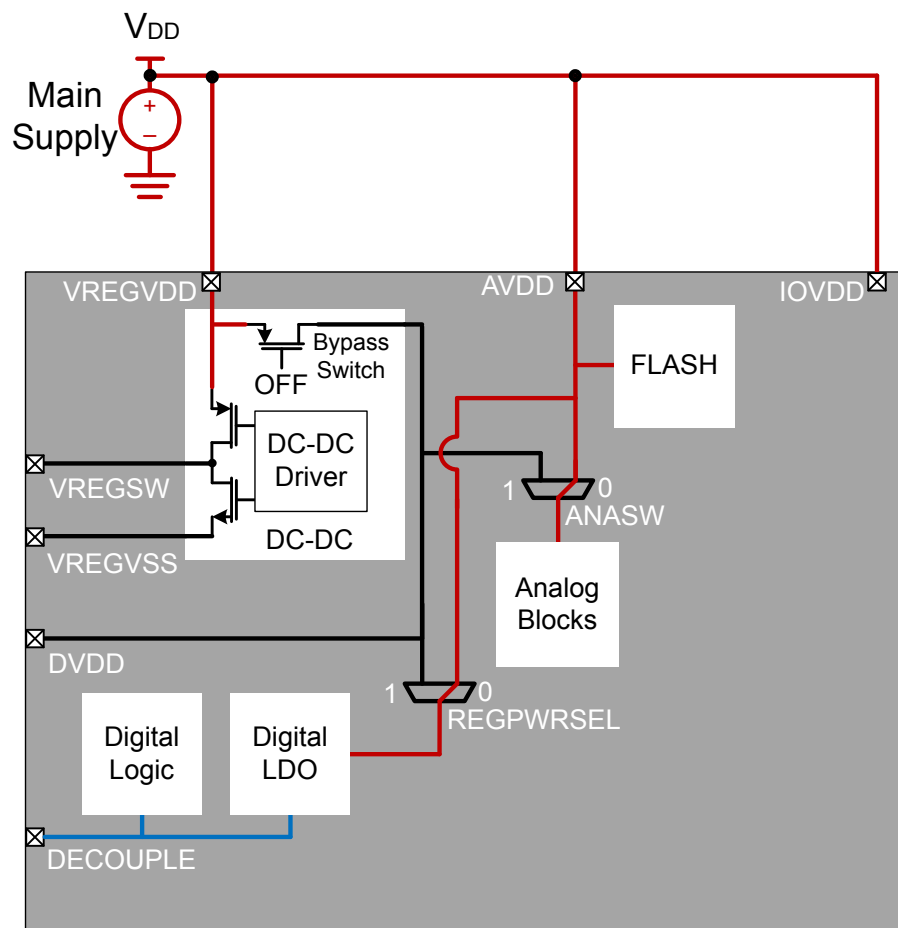 VDD
Main
Supply
+
–
VREGVDD
AVDD
IOVDD
Bypass
Switch
OFF
FLASH
DC-DC
Driver
VREGSW
1
0
ANASW
VREGVSS
DC-DC
Analog
Blocks
DVDD
1
0
REGPWRSEL
Digital
Logic
Digital
LDO
DECOUPLE